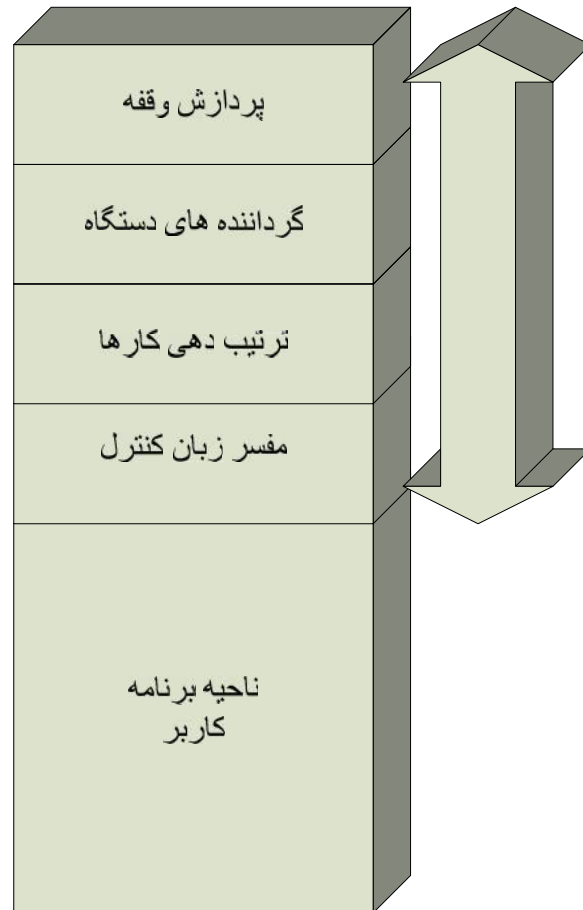 پردازش وقفه
گرداننده های دستگاه
ترتیب دهی کارها
مفسر زبان کنترل
ناحیه برنامه
کاربر